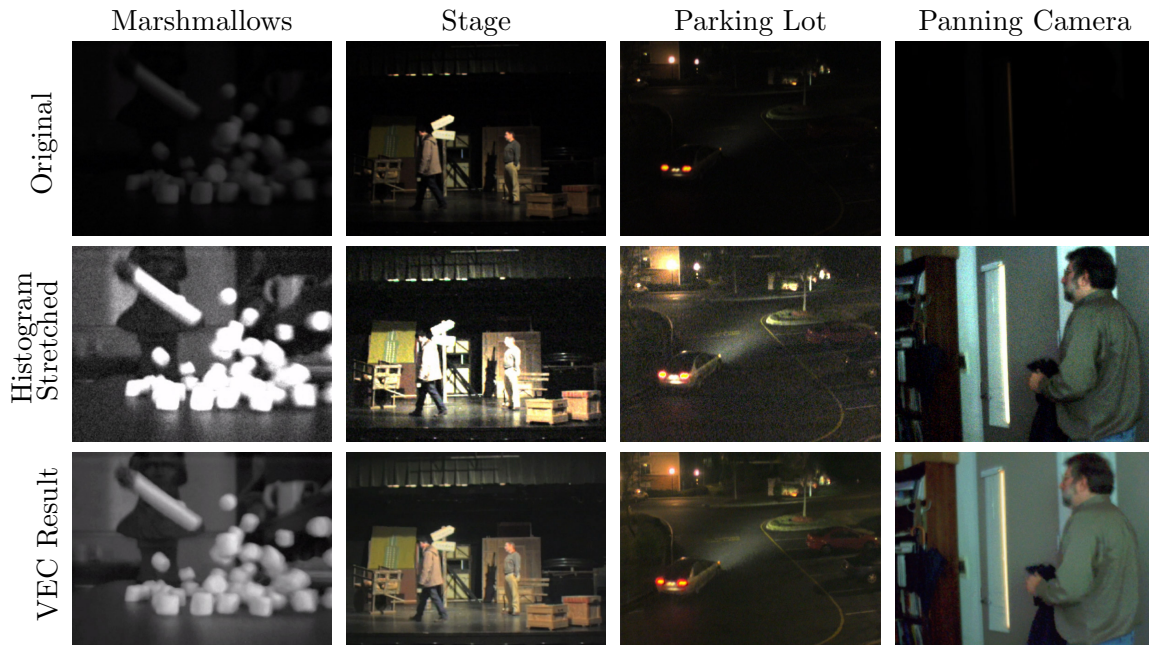 Marshmallows
Stage
Parking Lot
Panning Camera
Original
Histogram
Stretched
VEC Result